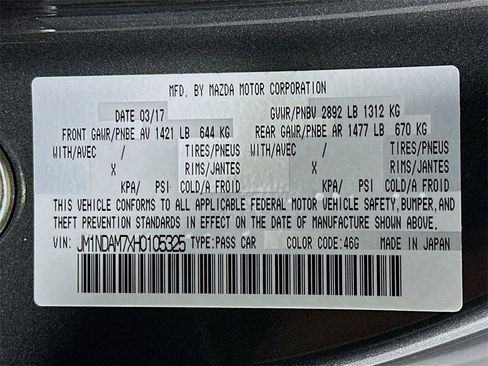 MFD. BY MAZDA MOTOR CORPORATION
DATE 03/17 GVWR/PNBV 2892 LB 1312 KG
FRONT GAWR/PNBE AV 1421 LB 644 KG REAR GAWR/PNBE AR 1477 LB 670 KG
WITH/AVEC / TIRES/PNEUS WITH/AVEC / TIRES/PNEUS
X RIMS/JANTES X RIMS/JANTES
KPA/ PSI COLD/A FROID KPA/ PSI COLD/A FROID
THIS VEHICLE CONFORMS TO ALL APPLICABLE FEDERAL MOTOR VEHICLE SAFETY, BUMPER, AND
THEFT PREVENTION STANDARDS IN EFFECT ON THE DATE OF MANUFACTURE SHOWN ABOVE.
VIN: JM1NDAM7XH0105325 TYPE: PASS CAR COLOR CODE: 46G MADE IN JAPAN